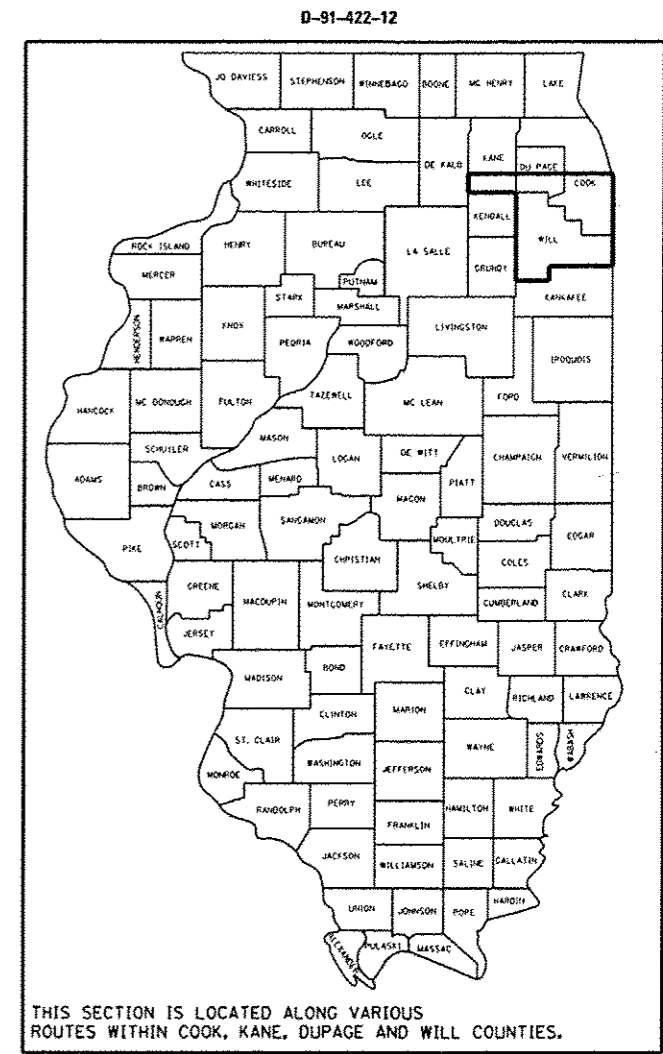 D-91-422-12
JO DAVIESS STEPHENSON WINNEBAGO BOONE MC HENRY LAKE
CARROLL OGLE DE KALB KANE DU PAGE COOK
WHITESIDE LEE
KENDALL WILL
ROCK ISLAND HENRY BUREAU LA SALLE GRUNDY
MERCER PUTNAM KANKAKEE
STARK MARSHALL
HENDERSON WARREN KNOX LIVINGSTON
PEORIA WOODFORD IROQUOIS
HANCOCK MC DONOUGH FULTON TAZEWELL MC LEAN FORD
MASON
SCHUYLER LOGAN DE WITT CHAMPAIGN VERMILION
ADAMS BROWN CASS MENARD PIATT
MACON
MORGAN SANGAMON DOUGLAS EDGAR
PIKE SCOTT CHRISTIAN MOULTRIE COLES
CALHOUN GREENE MACOUPIN MONTGOMERY SHELBY CUMBERLAND CLARK
JERSEY FAYETTE EFFINGHAM JASPER CRAWFORD
MADISON BOND CLAY RICHLAND LAWRENCE
CLINTON MARION
ST. CLAIR WAYNE EDWARDS WABASH
WASHINGTON JEFFERSON
MONROE
RANDOLPH PERRY HAMILTON WHITE
FRANKLIN
JACKSON WILLIAMSON SALINE GALLATIN
UNION JOHNSON POPE HARDIN
ALEXANDER PULASKI MASSAC
THIS SECTION IS LOCATED ALONG VARIOUS
ROUTES WITHIN COOK, KANE, DUPAGE AND WILL COUNTIES.